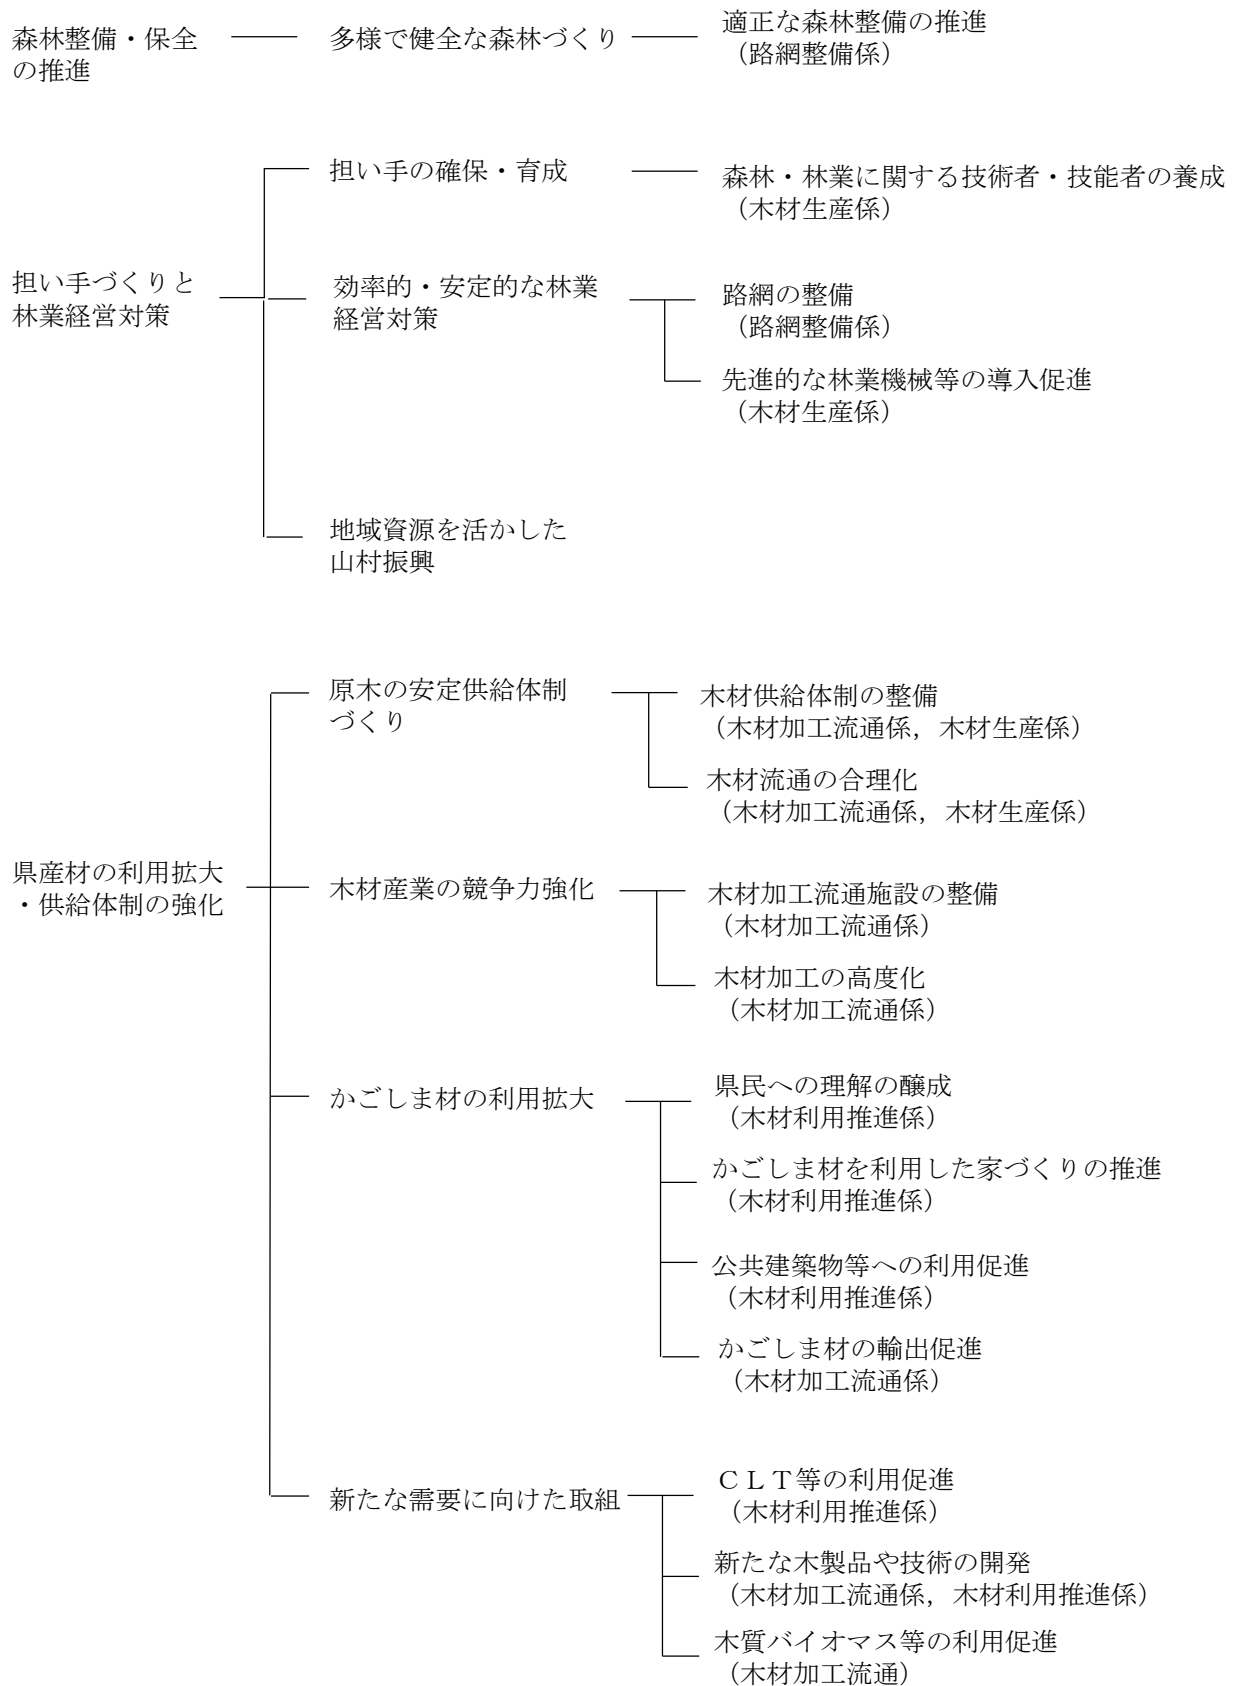 森林整備・保全
の推進
多様で健全な森林づくり
適正な森林整備の推進
（路網整備係）
担い手づくりと
林業経営対策
担い手の確保・育成
森林・林業に関する技術者・技能者の養成
（木材生産係）
効率的・安定的な林業
経営対策
路網の整備
（路網整備係）
先進的な林業機械等の導入促進
（木材生産係）
地域資源を活かした
山村振興
県産材の利用拡大
・供給体制の強化
原木の安定供給体制
づくり
木材供給体制の整備
（木材加工流通係，木材生産係）
木材流通の合理化
（木材加工流通係，木材生産係）
木材産業の競争力強化
木材加工流通施設の整備
（木材加工流通係）
木材加工の高度化
（木材加工流通係）
かごしま材の利用拡大
県民への理解の醸成
（木材利用推進係）
かごしま材を利用した家づくりの推進
（木材利用推進係）
公共建築物等への利用促進
（木材利用推進係）
かごしま材の輸出促進
（木材加工流通係）
新たな需要に向けた取組
ＣＬＴ等の利用促進
（木材利用推進係）
新たな木製品や技術の開発
（木材加工流通係，木材利用推進係）
木質バイオマス等の利用促進
（木材加工流通）